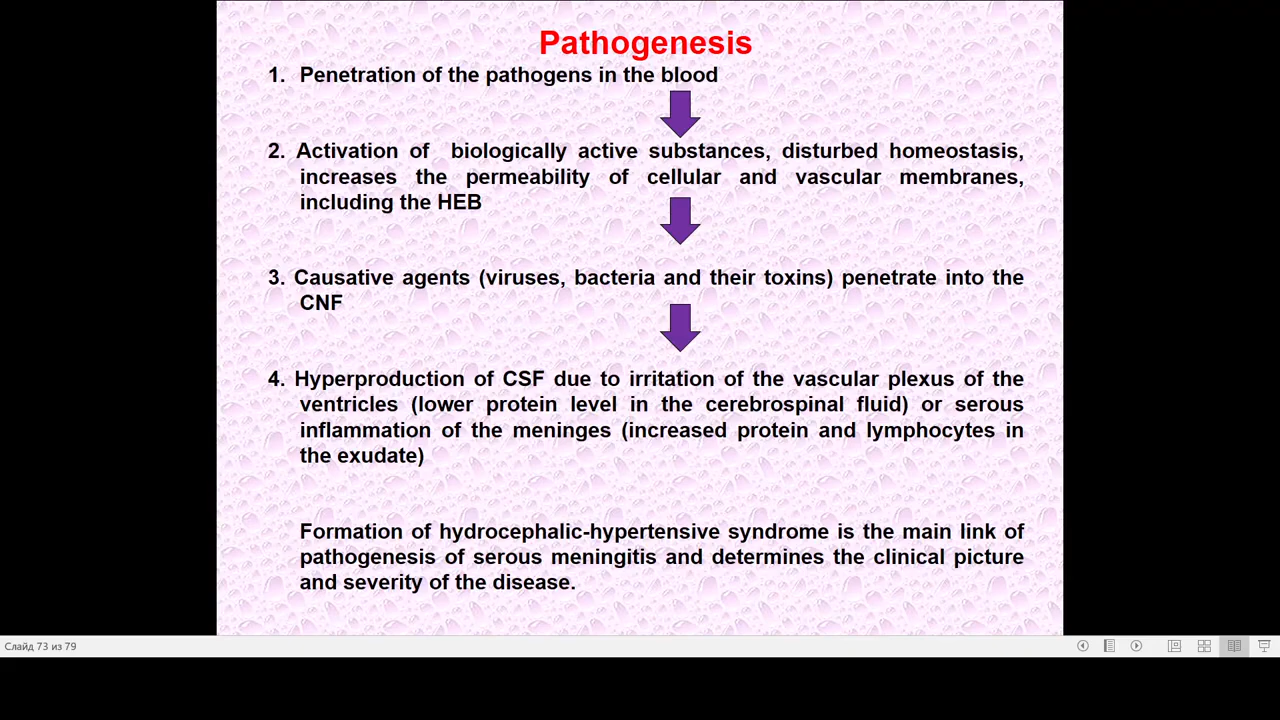 Pathogenesis
1. Penetration of the pathogens in the blood
2. Activation of biologically active substances, disturbed homeostasis,
increases the permeability of cellular and vascular membranes,
including the HEB
3. Causative agents (viruses, bacteria and their toxins) penetrate into the
CNF
4. Hyperproduction of CSF due to irritation of the vascular plexus of the
ventricles (lower protein level in the cerebrospinal fluid) or serous
inflammation of the meninges (increased protein and lymphocytes in
the exudate)
Formation of hydrocephalic-hypertensive syndrome is the main link of
pathogenesis of serous meningitis and determines the clinical picture
and severity of the disease.
Слайд 73 из 79